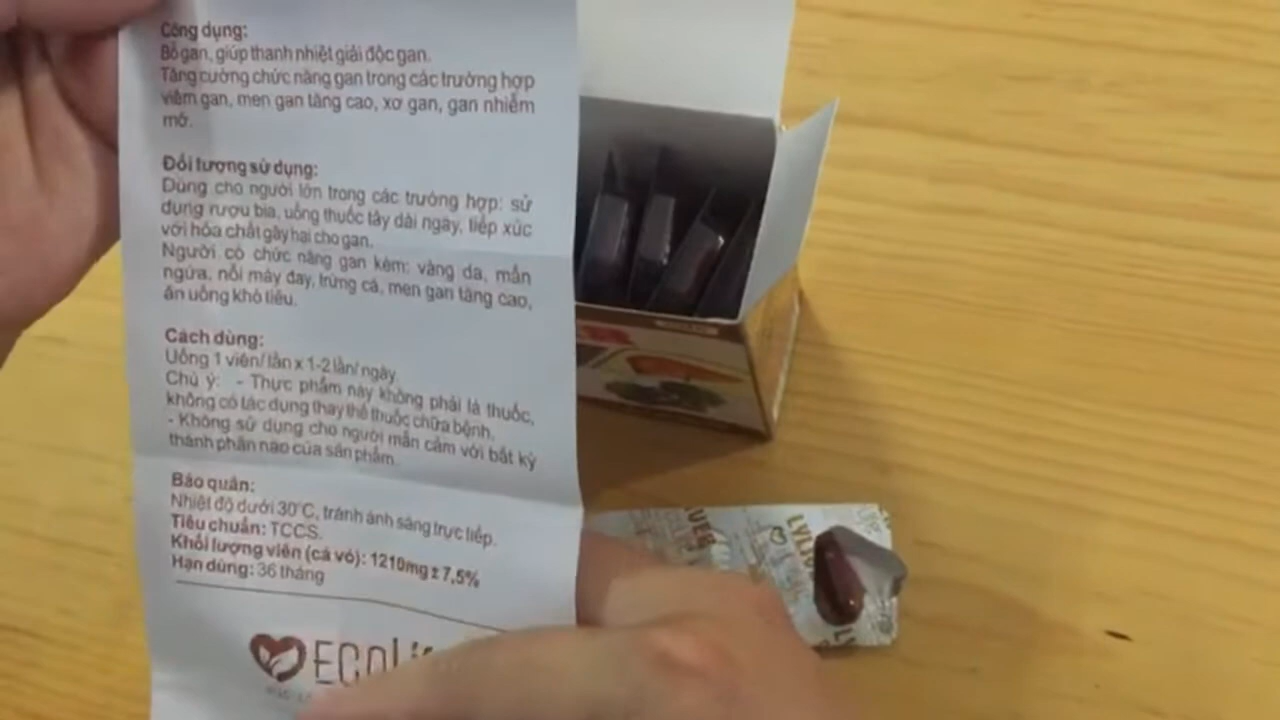 Công dụng:
Bổ gan, giúp thanh nhiệt giải độc gan.
Tăng cường chức năng gan trong các trường hợp
viêm gan, men gan tăng cao, xơ gan, gan nhiễm
mỡ.
Đối tượng sử dụng:
Dùng cho người lớn trong các trường hợp: sử
dụng rượu bia, uống thuốc tây dài ngày, tiếp xúc
với hóa chất gây hại cho gan.
Người có chức năng gan kém: vàng da, mẩn
ngứa, nổi mày đay, trứng cá, men gan tăng cao,
ăn uống khó tiêu.
Cách dùng:
Uống 1 viên/ lần x 1-2 lần/ ngày.
Chú ý: - Thực phẩm này không phải là thuốc,
không có tác dụng thay thế thuốc chữa bệnh.
- Không sử dụng cho người mẫn cảm với bất kỳ
thành phần nào của sản phẩm.
Bảo quản:
Nhiệt độ dưới 30°C, tránh ánh sáng trực tiếp.
Tiêu chuẩn: TCCS.
Khối lượng viên (cả vỏ): 1210mg ± 7,5%
Hạn dùng: 36 tháng